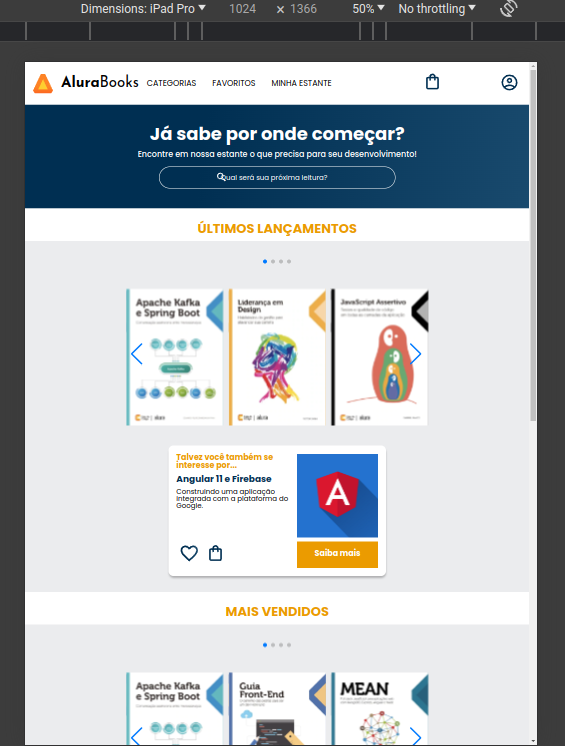 Dimensions: iPad Pro 1024 × 1366 50% No throttling
AluraBooks CATEGORIAS FAVORITOS MINHA ESTANTE
Já sabe por onde começar?
Encontre em nossa estante o que precisa para seu desenvolvimento!
Qual será sua próxima leitura?
ÚLTIMOS LANÇAMENTOS
Apache Kafka
e Spring Boot
Liderança em
Design
JavaScript Assertivo
Talvez você também se
interesse por...
Angular 11 e Firebase
Construindo uma aplicação
integrada com a plataforma do
Google.
A
Saiba mais
MAIS VENDIDOS
Apache Kafka
e Spring Boot
Guia
Front-End
MEAN